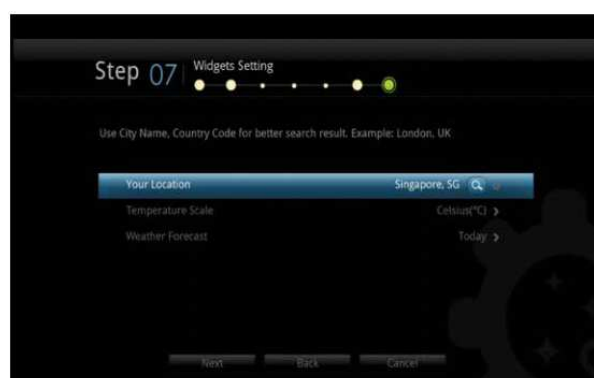 Step 07 Widgets Setting
Use City Name, Country Code for better search result. Example: London, UK
Your Location Singapore, SG
Temperature Scale Celsius(°C)
Weather Forecast Today
Next Back Cancel